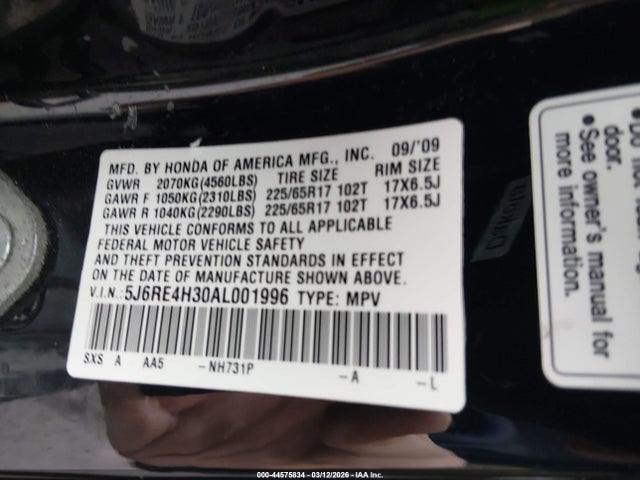 MFD. BY HONDA OF AMERICA MFG., INC. 09/'09
GVWR 2070KG(4560LBS) TIRE SIZE RIM SIZE
GAWR F 1050KG(2310LBS) 225/65R17 102T 17X6.5J
GAWR R 1040KG(2290LBS) 225/65R17 102T 17X6.5J
THIS VEHICLE CONFORMS TO ALL APPLICABLE
FEDERAL MOTOR VEHICLE SAFETY
AND THEFT PREVENTION STANDARDS IN EFFECT
ON THE DATE OF MANUFACTURE SHOWN ABOVE.
V.I.N.:5J6RE4H30AL001996 TYPE: MPV
SXS A AA5 -NH731P -A -L
door.
• See owner's manual for
more information.
000-44575834 - 03/12/2026 - IAA Inc.